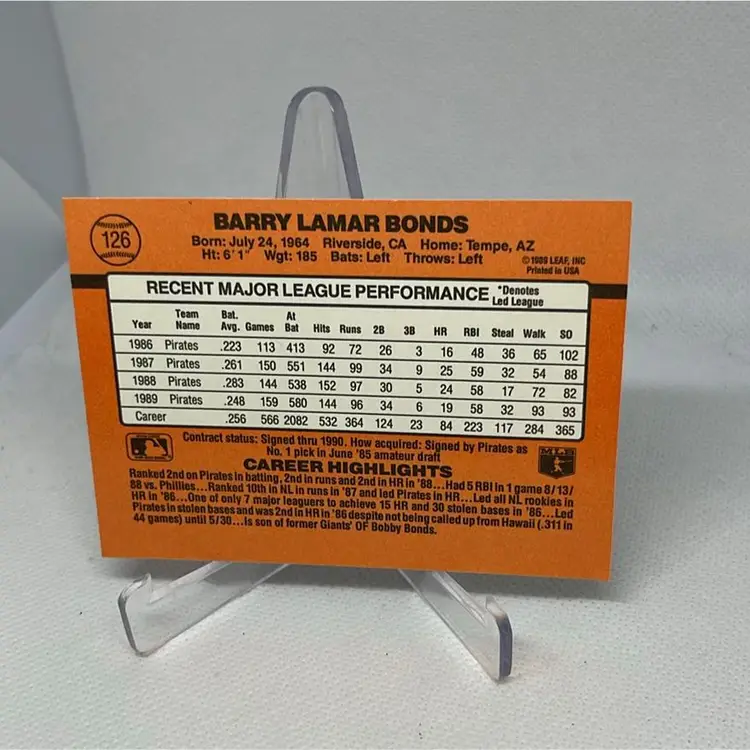 BARRY LAMAR BONDS
126
Born: July 24, 1964 Riverside, CA Home: Tempe, AZ
Ht: 6' 1" Wgt: 185 Bats: Left Throws: Left
©1989 LEAF, INC
Printed in USA
RECENT MAJOR LEAGUE PERFORMANCE *Denotes Led League
Year Team Name Bat. Avg. Games At Bat Hits Runs 2B 3B HR RBI Steal Walk SO
1986 Pirates .223 113 413 92 72 26 3 16 48 36 65 102
1987 Pirates .261 150 551 144 99 34 9 25 59 32 54 88
1988 Pirates .283 144 538 152 97 30 5 24 58 17 72 82
1989 Pirates .248 159 580 144 96 34 6 19 58 32 93 93
Career .256 566 2082 532 364 124 23 84 223 117 284 365
Contract status: Signed thru 1990. How acquired: Signed by Pirates as
No. 1 pick in June '85 amateur draft
MLB
CAREER HIGHLIGHTS
Ranked 2nd on Pirates in batting, 2nd in runs and 2nd in HR in '88...Had 5 RBI in 1 game 8/13/
88 vs. Phillies...Ranked 10th in NL in runs in '87 and led Pirates in HR...Led all NL rookies in
HR in '86...One of only 7 major leaguers to achieve 15 HR and 30 stolen bases in '86...Led
Pirates in stolen bases and was 2nd in HR in '86 despite not being called up from Hawaii (.311 in
44 games) until 5/30...Is son of former Giants' OF Bobby Bonds.